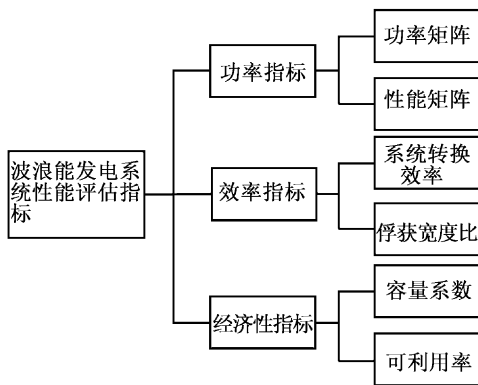 波浪能发电系
统性能评估指
标
功率指标
功率矩阵
性能矩阵
效率指标
系统转换
效率
俘获宽度比
经济性指标
容量系数
可利用率